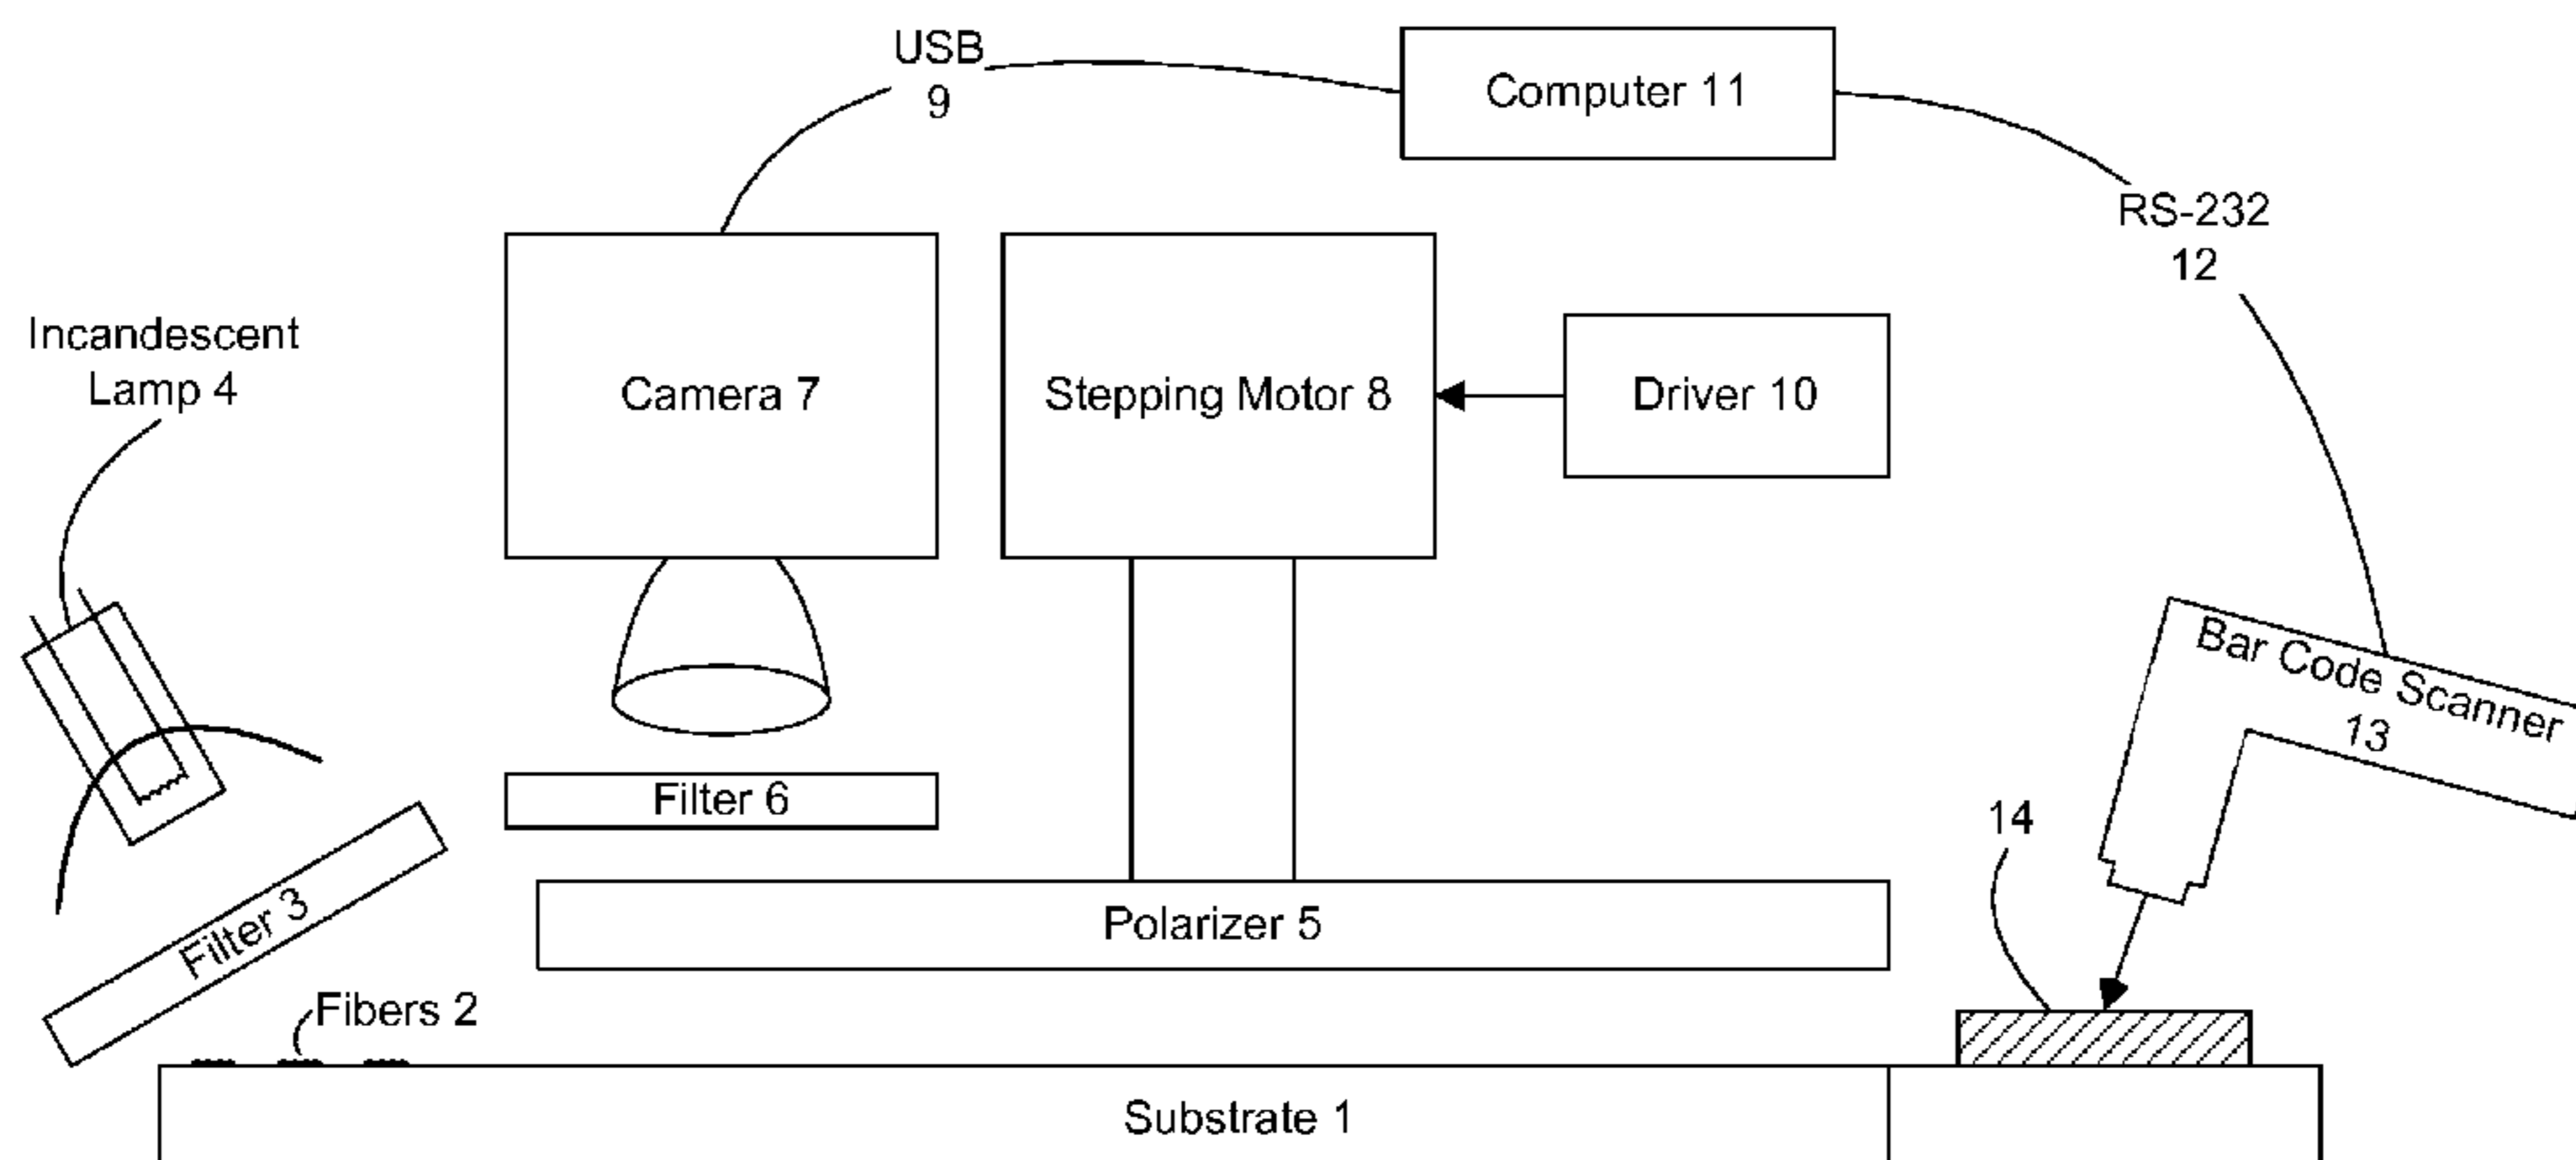 USB
9
Computer 11
RS-232
12
Incandescent
Lamp 4
Camera 7
Stepping Motor 8
Driver 10
Bar Code Scanner
13
Filter 6
14
Filter 3
Polarizer 5
Fibers 2
Substrate 1